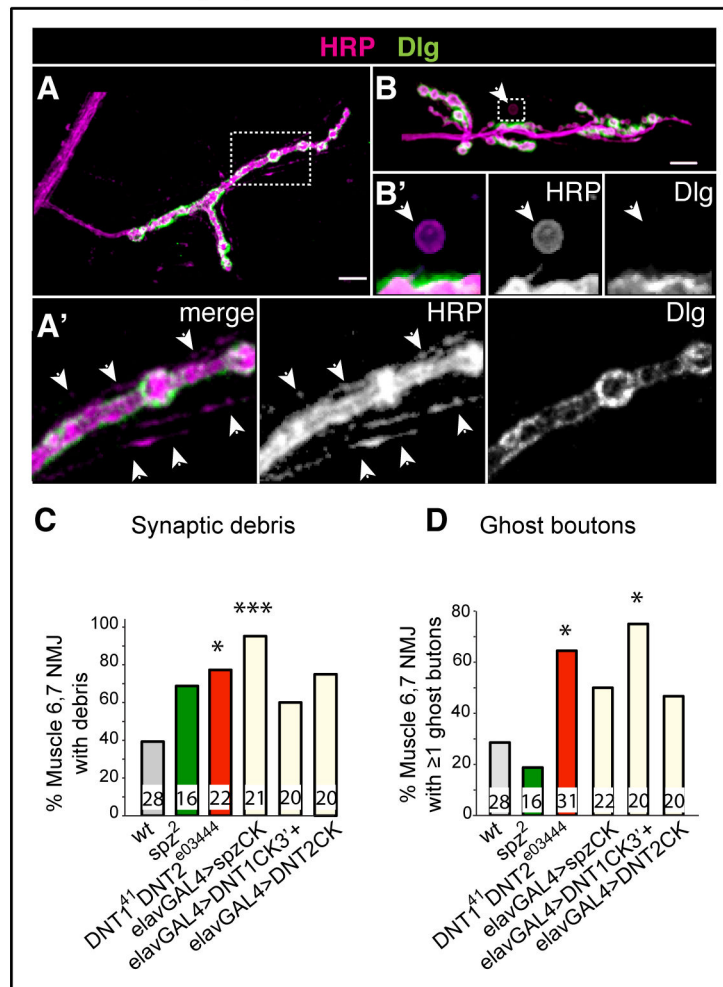 HRP Dlg
A
B
B' HRP Dlg
A' merge HRP Dlg
C Synaptic debris
% Muscle 6,7 NMJ
with debris
100
80
60
40
20
0
*
***
28 16 22 21 20 20
wt
spz²
DNT1⁴¹DNT2ᵉ⁰³⁴⁴⁴
elavGAL4>spzCK
elavGAL4>DNT1CK3'+
elavGAL4>DNT2CK
D Ghost boutons
% Muscle 6,7 NMJ
with ≥1 ghost butons
80
60
40
20
0
*
*
28 16 31 22 20 20
wt
spz²
DNT1⁴¹DNT2ᵉ⁰³⁴⁴⁴
elavGAL4>spzCK
elavGAL4>DNT1CK3'+
elavGAL4>DNT2CK